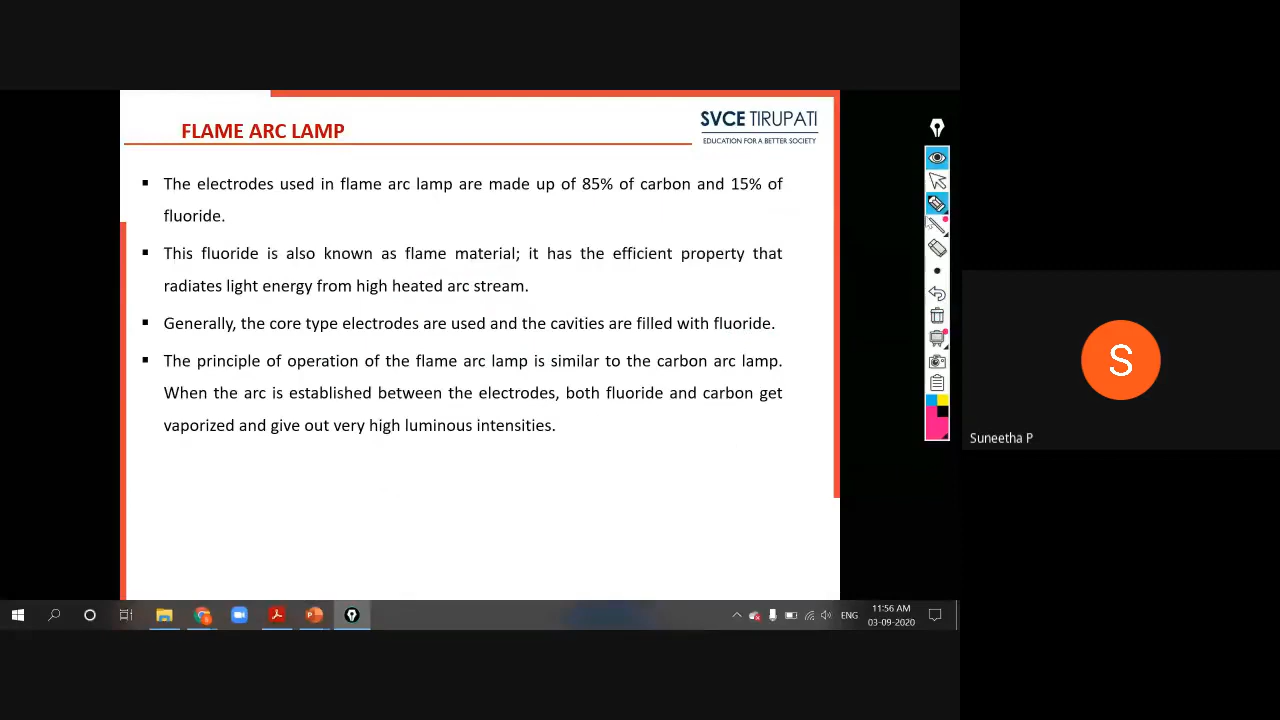 FLAME ARC LAMP
SVCE TIRUPATI
EDUCATION FOR A BETTER SOCIETY
▪ The electrodes used in flame arc lamp are made up of 85% of carbon and 15% of
fluoride.
▪ This fluoride is also known as flame material; it has the efficient property that
radiates light energy from high heated arc stream.
▪ Generally, the core type electrodes are used and the cavities are filled with fluoride.
▪ The principle of operation of the flame arc lamp is similar to the carbon arc lamp.
When the arc is established between the electrodes, both fluoride and carbon get
vaporized and give out very high luminous intensities.
S
Suneetha P
ENG
11:56 AM
03-09-2020